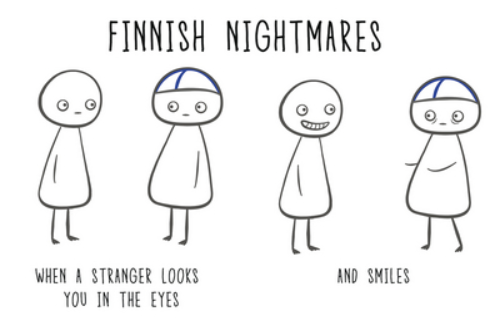 FINNISH NIGHTMARES
WHEN A STRANGER LOOKS
YOU IN THE EYES
AND SMILES